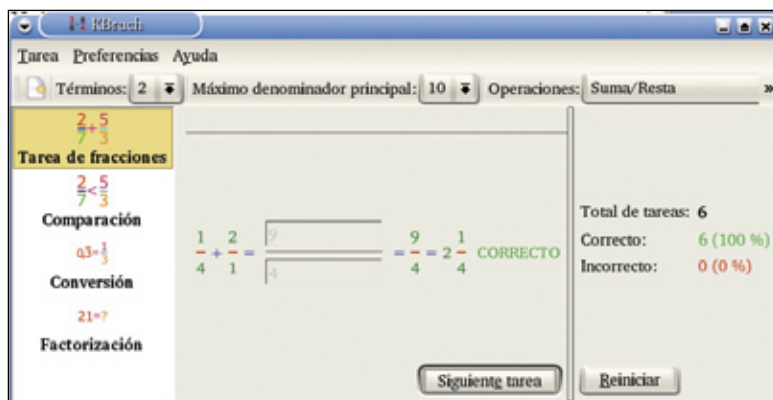 KBruch
Tarea Preferencias Ayuda
Términos: 2 Máximo denominador principal: 10 Operaciones: Suma/Resta »
2/7 + 5/3
Tarea de fracciones
2/7 < 5/3
Comparación
0,3=1/3
Conversión
21=?
Factorización
1/4 + 2/1 = 9/4 = 9/4 = 2 1/4 CORRECTO
Siguiente tarea
Total de tareas: 6
Correcto: 6 (100 %)
Incorrecto: 0 (0 %)
Reiniciar